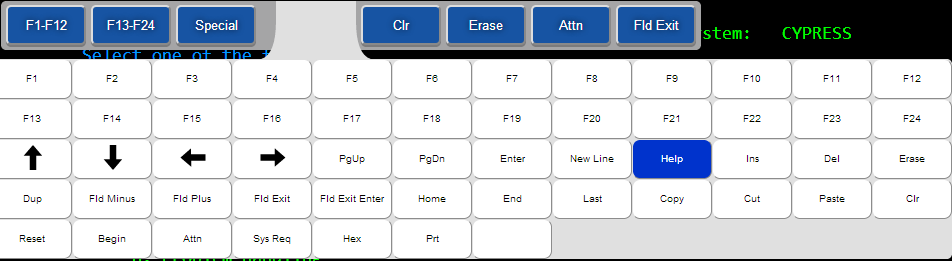 F1-F12 F13-F24 Special Clr Erase Attn Fld Exit
stem: CYPRESS
Select one of the
F1 F2 F3 F4 F5 F6 F7 F8 F9 F10 F11 F12
F13 F14 F15 F16 F17 F18 F19 F20 F21 F22 F23 F24
PgUp PgDn Enter New Line Help Ins Del Erase
Dup Fld Minus Fld Plus Fld Exit Fld Exit Enter Home End Last Copy Cut Paste Clr
Reset Begin Attn Sys Req Hex Prt